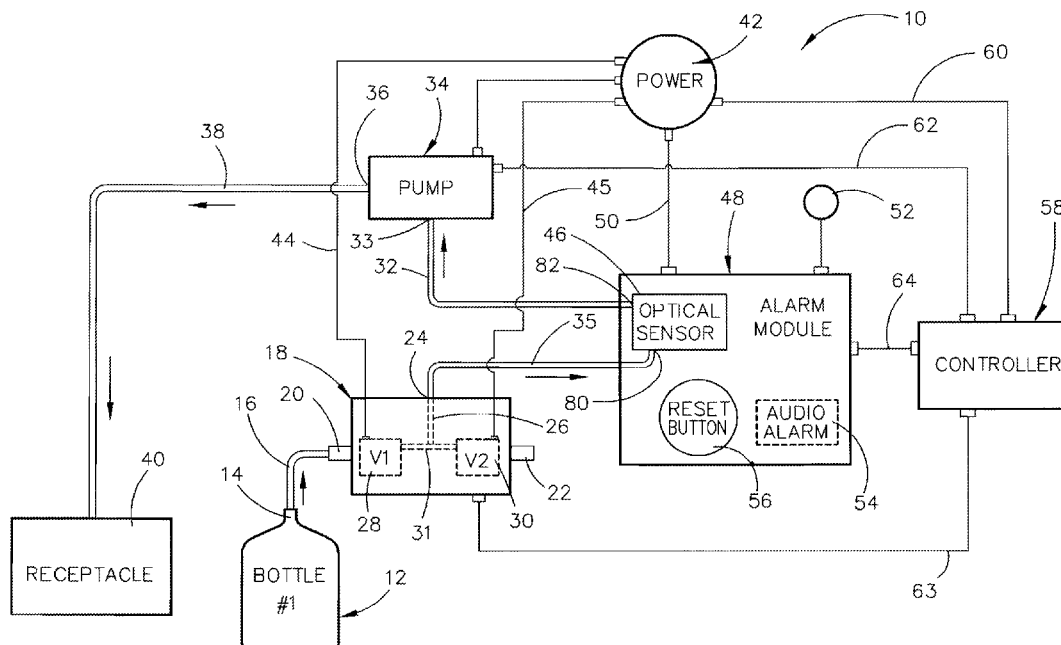 42
10
POWER
60
36
34
62
38
PUMP
45
52
58
50
48
44
33
46
32
82
OPTICAL
SENSOR
ALARM
MODULE
64
35
24
CONTROLLER
18
20
26
80
RESET
BUTTON
AUDIO
ALARM
16
V1
V2
22
14
40
28
31
30
56
54
RECEPTACLE
BOTTLE
#1
12
63